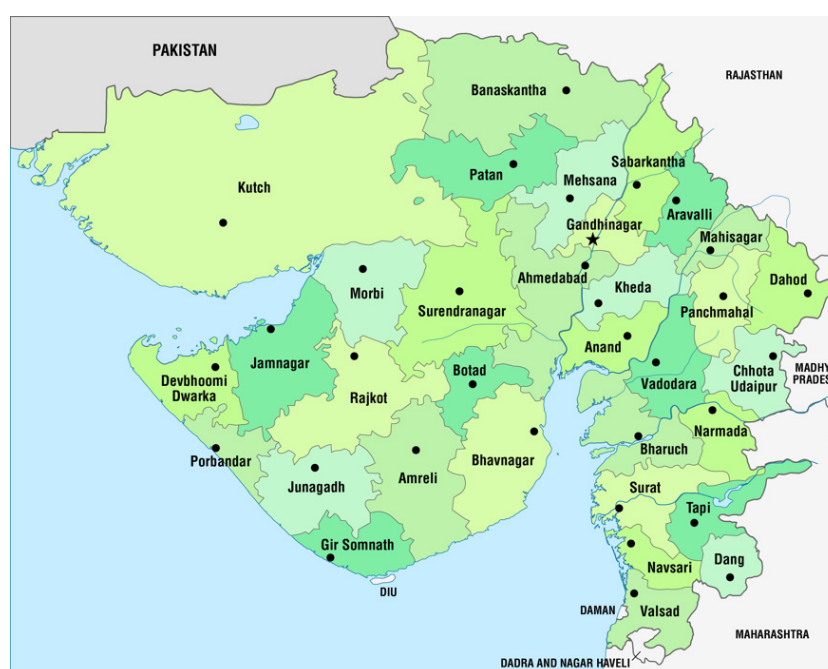 PAKISTAN
RAJASTHAN
Banaskantha
Patan
Mehsana
Sabarkantha
Kutch
Aravalli
Gandhinagar
Mahisagar
Ahmedabad
Morbi
Surendranagar
Kheda
Dahod
Panchmahal
Anand
Jamnagar
Devbhoomi
Dwarka
Rajkot
Botad
Vadodara
Chhota
Udaipur
MADHY
PRADES
Narmada
Porbandar
Junagadh
Amreli
Bhavnagar
Bharuch
Surat
Tapi
Gir Somnath
Navsari
Dang
DIU
DAMAN
Valsad
MAHARASHTRA
DADRA AND NAGAR HAVELI